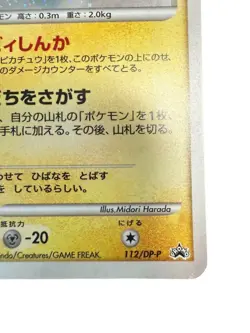 モン 高さ：0.3m 重さ：2.0kg
ィしんか
ピカチュウ」を1枚、このポケモンの上にのせ、
のダメージカウンターをすべてとる。
ちをさがす
、自分の山札の「ポケモン」を1枚、
手札に加える。その後、山札を切る。
わせて ひばなを とばす
しているらしい。
Illus. Midori Harada
抵抗力 にげる
-20
ndo/Creatures/GAME FREAK. 112/DP-P